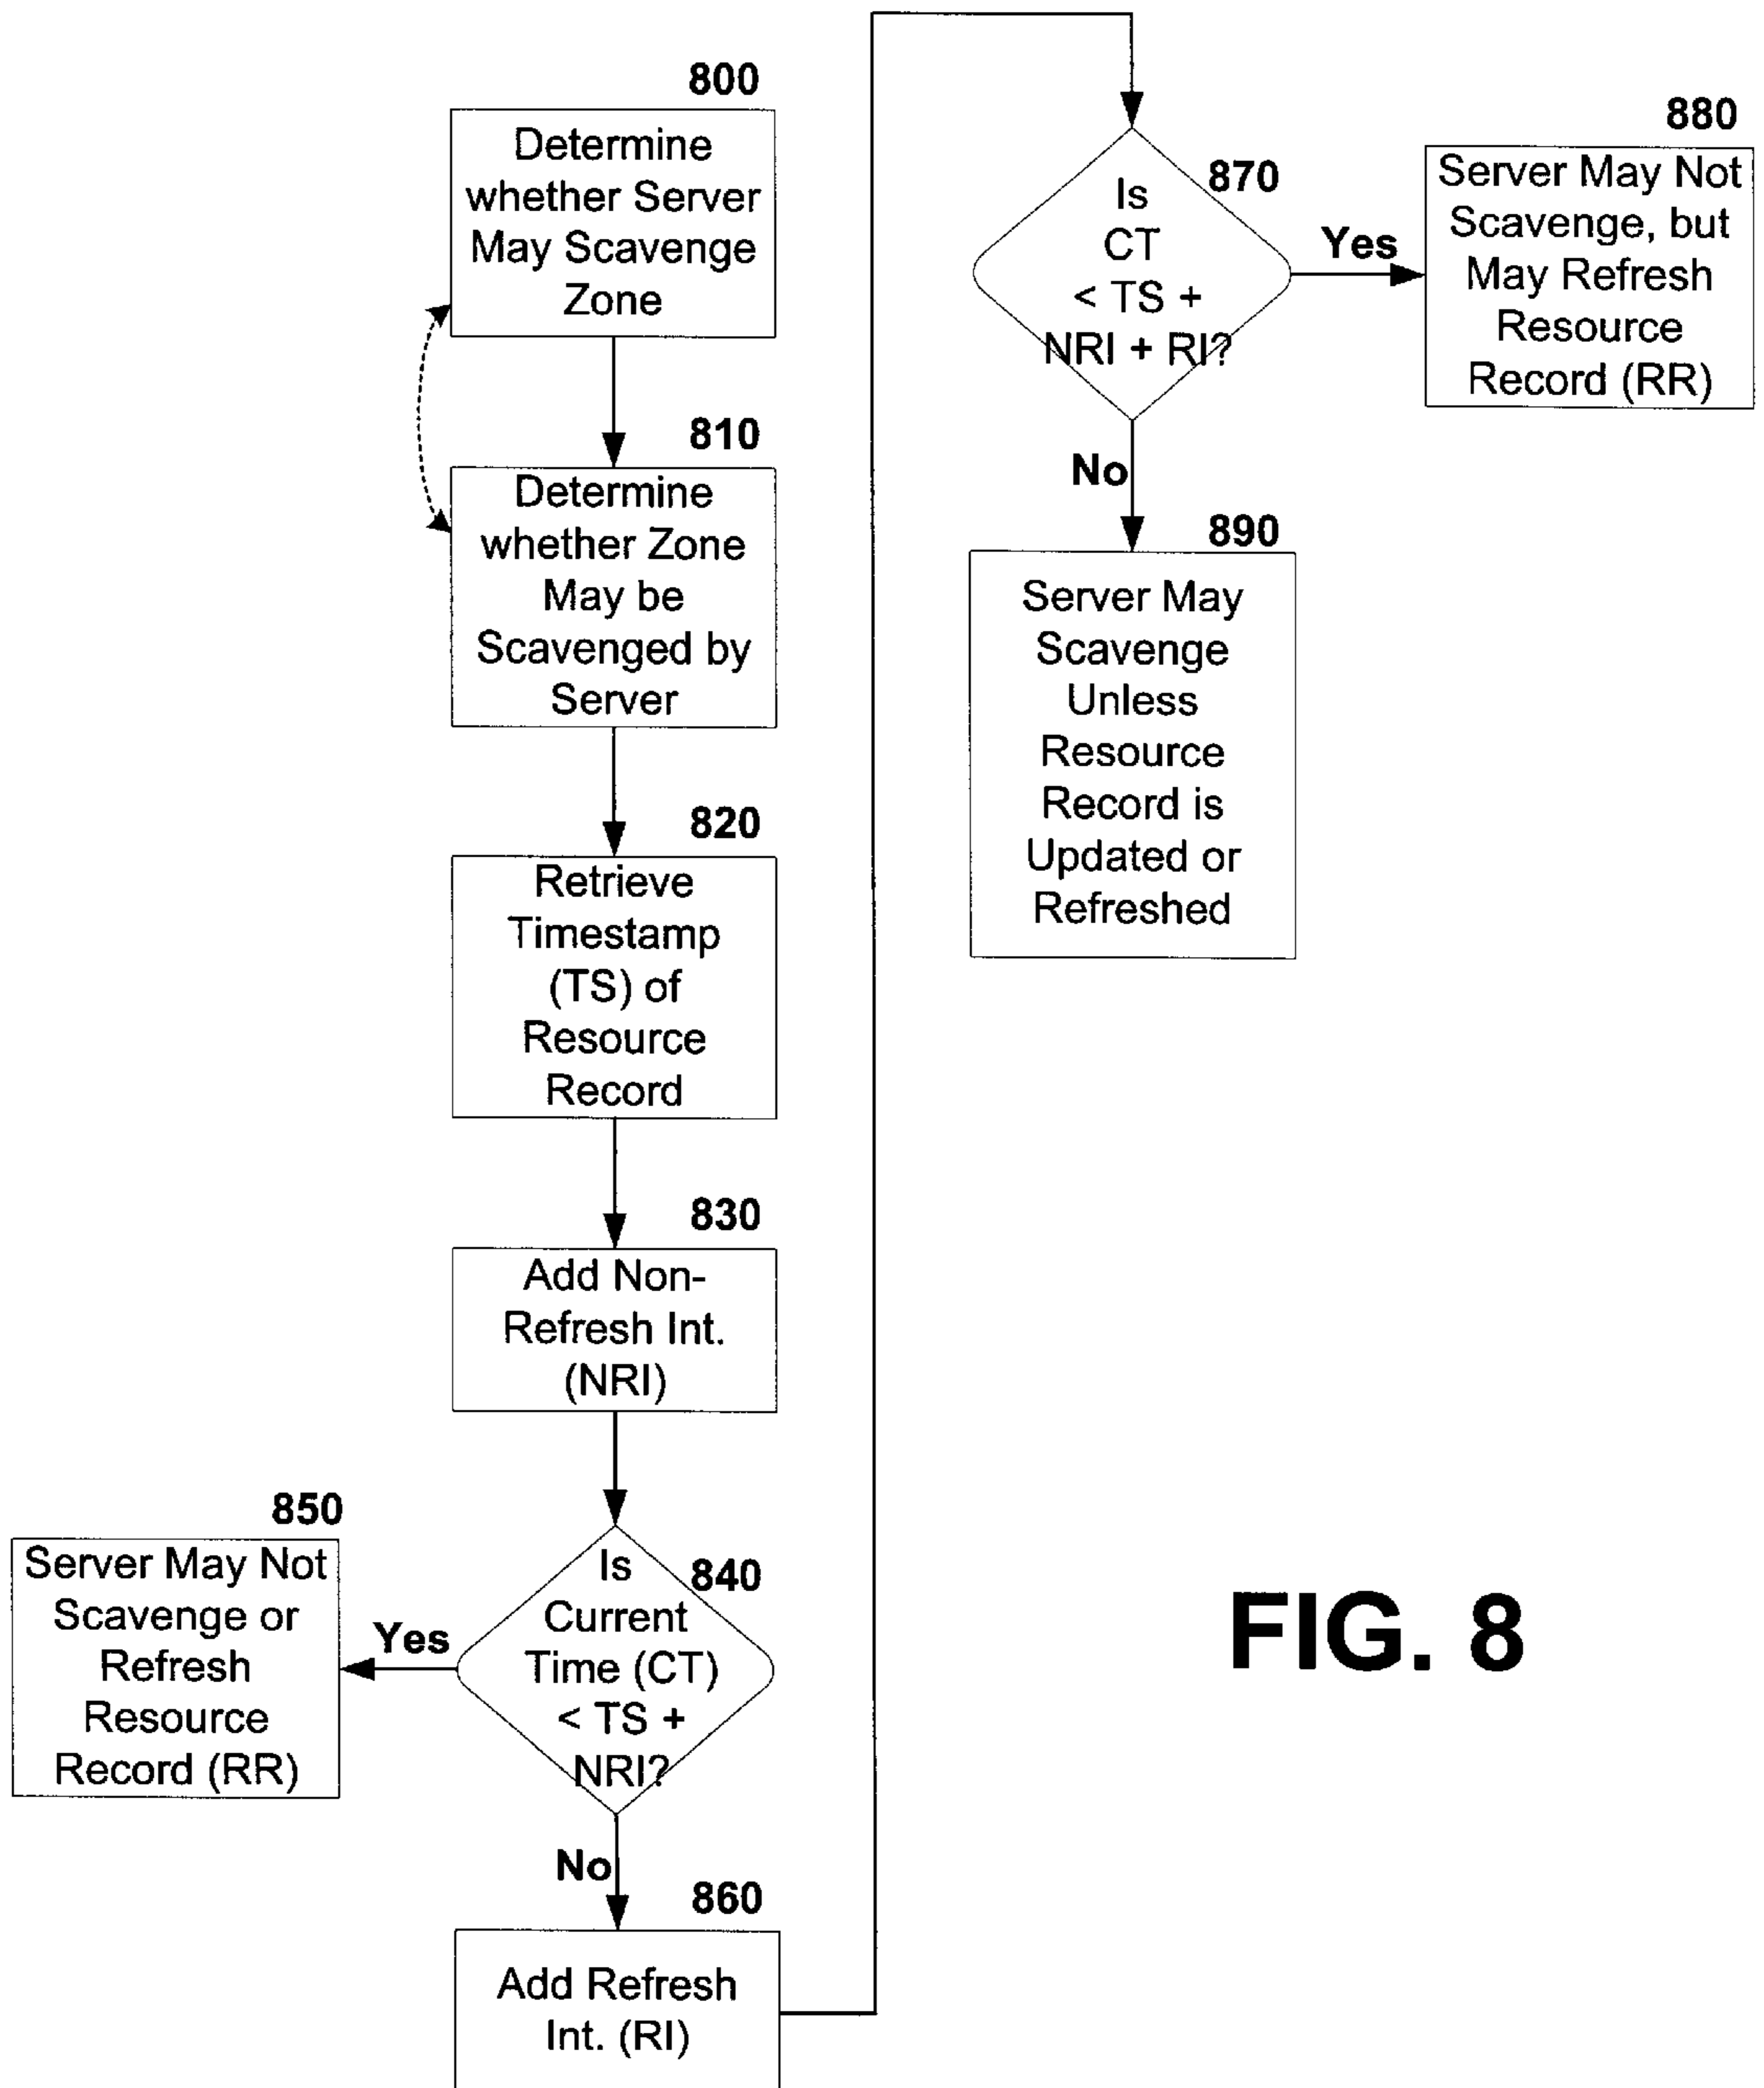 800
Determine
whether Server
May Scavenge
Zone
810
Determine
whether Zone
May be
Scavenged by
Server
820
Retrieve
Timestamp
(TS) of
Resource
Record
830
Add Non-
Refresh Int.
(NRI)
840
Is
Current
Time (CT)
< TS +
NRI?
Yes
850
Server May Not
Scavenge or
Refresh
Resource
Record (RR)
No
860
Add Refresh
Int. (RI)
870
Is
CT
< TS +
NRI + RI?
Yes
880
Server May Not
Scavenge, but
May Refresh
Resource
Record (RR)
No
890
Server May
Scavenge
Unless
Resource
Record is
Updated or
Refreshed
FIG. 8